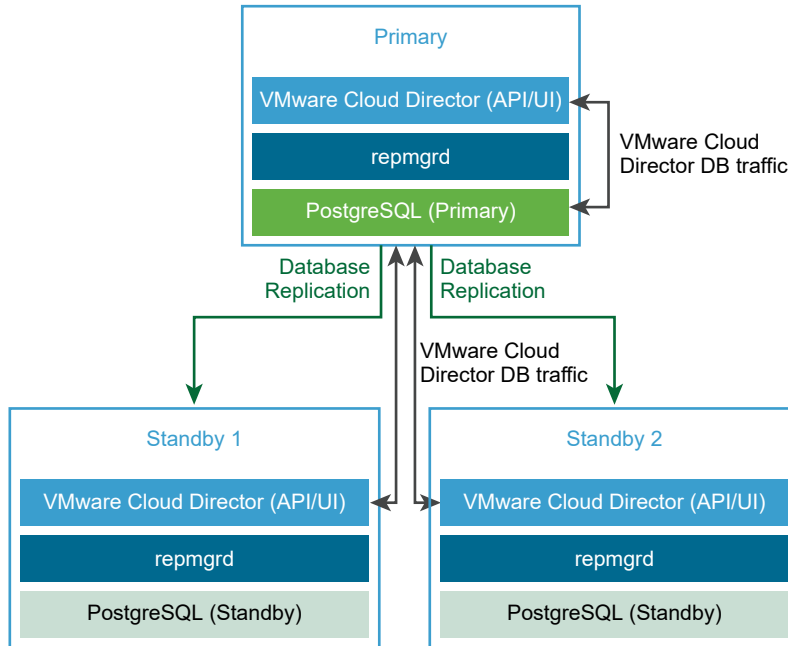 Primary
VMware Cloud Director (API/UI)
repmgrd
PostgreSQL (Primary)
VMware Cloud
Director DB traffic
Database
Replication
Database
Replication
VMware Cloud
Director DB traffic
Standby 1
VMware Cloud Director (API/UI)
repmgrd
PostgreSQL (Standby)
Standby 2
VMware Cloud Director (API/UI)
repmgrd
PostgreSQL (Standby)